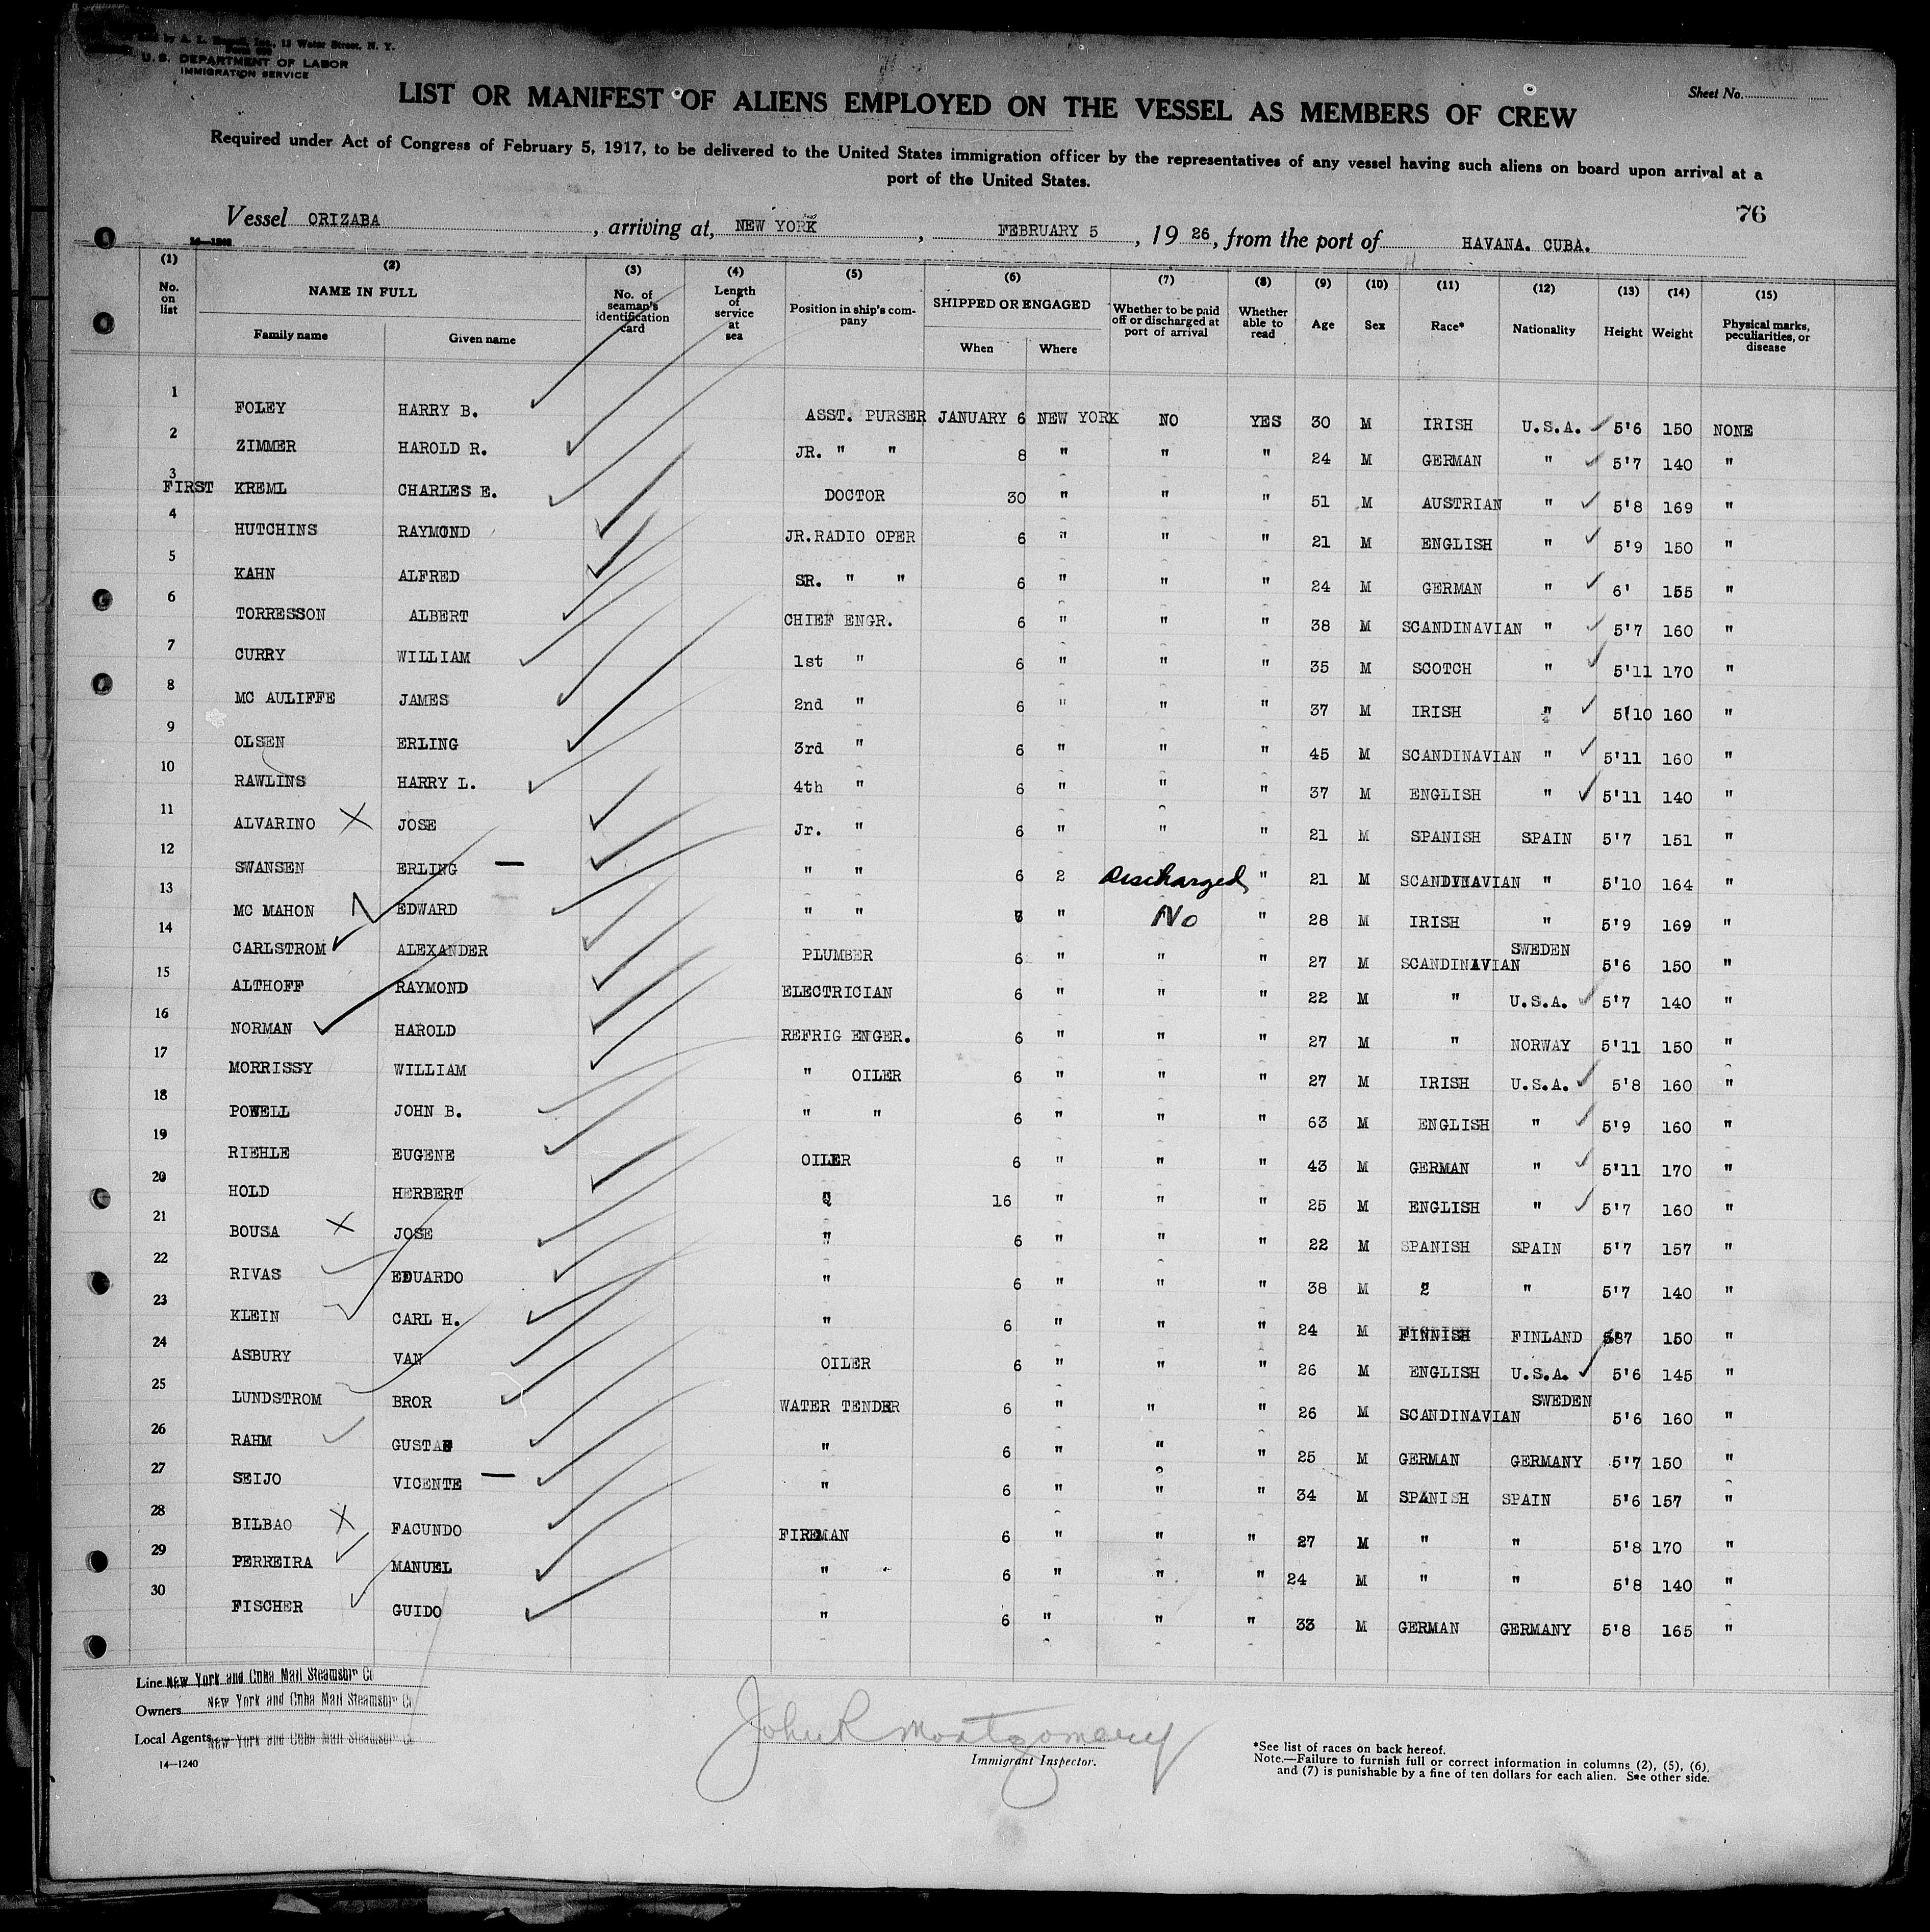 by A. L. Russell, Inc., 15 Water Street, N. Y.
U. S. DEPARTMENT OF LABOR
IMMIGRATION SERVICE
Sheet No.
LIST OR MANIFEST OF ALIENS EMPLOYED ON THE VESSEL AS MEMBERS OF CREW
Required under Act of Congress of February 5, 1917, to be delivered to the United States immigration officer by the representatives of any vessel having such aliens on board upon arrival at a
port of the United States.
76
Vessel ORIZABA , arriving at, NEW YORK , FEBRUARY 5 , 19 26, from the port of HAVANA. CUBA.
(1) (2) (3) (4) (5) (6) (7) (8) (9) (10) (11) (12) (13) (14) (15)
No. on list NAME IN FULL Family name Given name No. of seaman's identification card Length of service at sea Position in ship's company SHIPPED OR ENGAGED When Where Whether to be paid off or discharged at port of arrival Whether able to read Age Sex Race* Nationality Height Weight Physical marks, peculiarities, or disease
1 FOLEY HARRY B. ASST. PURSER JANUARY 6 NEW YORK NO YES 30 M IRISH U.S.A. 5'6 150 NONE
2 ZIMMER HAROLD R. JR. " " 8 " " " 24 M GERMAN " 5'7 140 "
3 FIRST KREML CHARLES E. DOCTOR 30 " " " 51 M AUSTRIAN " 5'8 169 "
4 HUTCHINS RAYMOND JR.RADIO OPER 6 " " " 21 M ENGLISH " 5'9 150 "
5 KAHN ALFRED SR. " " 6 " " " 24 M GERMAN " 6' 155 "
6 TORRESSON ALBERT CHIEF ENGR. 6 " " " 38 M SCANDINAVIAN " 5'7 160 "
7 CURRY WILLIAM 1st " 6 " " " 35 M SCOTCH " 5'11 170 "
8 MC AULIFFE JAMES 2nd " 6 " " " 37 M IRISH " 5'10 160 "
9 OLSEN ERLING 3rd " 6 " " " 45 M SCANDINAVIAN " 5'11 160 "
10 RAWLINS HARRY L. 4th " 6 " " " 37 M ENGLISH " 5'11 140 "
11 ALVARINO JOSE Jr. " 6 " " " 21 M SPANISH SPAIN 5'7 151 "
12 SWANSEN ERLING " " 6 2 Discharged " 21 M SCANDINAVIAN " 5'10 164 "
13 MC MAHON EDWARD " " 6 " No " 28 M IRISH " 5'9 169 "
14 CARLSTROM ALEXANDER PLUMBER 6 " " " 27 M SCANDINAVIAN SWEDEN 5'6 150 "
15 ALTHOFF RAYMOND ELECTRICIAN 6 " " " 22 M " U.S.A. 5'7 140 "
16 NORMAN HAROLD REFRIG ENGER. 6 " " " 27 M " NORWAY 5'11 150 "
17 MORRISSY WILLIAM " OILER 6 " " " 27 M IRISH U.S.A. 5'8 160 "
18 POWELL JOHN B. " " 6 " " " 63 M ENGLISH " 5'9 160 "
19 RIEHLE EUGENE OILER 6 " " " 43 M GERMAN " 5'11 170 "
20 HOLD HERBERT 16 " " " 25 M ENGLISH " 5'7 160 "
21 BOUSA JOSE " 6 " " " 22 M SPANISH SPAIN 5'7 157 "
22 RIVAS EDUARDO " 6 " " " 38 M 2 " 5'7 140 "
23 KLEIN CARL H. " 6 " " " 24 M FINNISH FINLAND 5'7 150 "
24 ASBURY VAN OILER 6 " " " 26 M ENGLISH U.S.A. 5'6 145 "
25 LUNDSTROM BROR WATER TENDER 6 " " " 26 M SCANDINAVIAN SWEDEN 5'6 160 "
26 RAHM GUSTAF " 6 " " " 25 M GERMAN GERMANY 5'7 150 "
27 SEIJO VICENTE " 6 " " " 34 M SPANISH SPAIN 5'6 157 "
28 BILBAO FACUNDO FIREMAN 6 " " " 27 M " " 5'8 170 "
29 PERREIRA MANUEL " 6 " " " 24 M " " 5'8 140 "
30 FISCHER GUIDO " 6 " " " 33 M GERMAN GERMANY 5'8 165 "
Line New York and Cuba Mail Steamship Co
Owners New York and Cuba Mail Steamship Co
Local Agents New York and Cuba Mail Steamship Co
14—1240
John R Montgomery
Immigrant Inspector.
*See list of races on back hereof.
Note.—Failure to furnish full or correct information in columns (2), (5), (6),
and (7) is punishable by a fine of ten dollars for each alien. See other side.